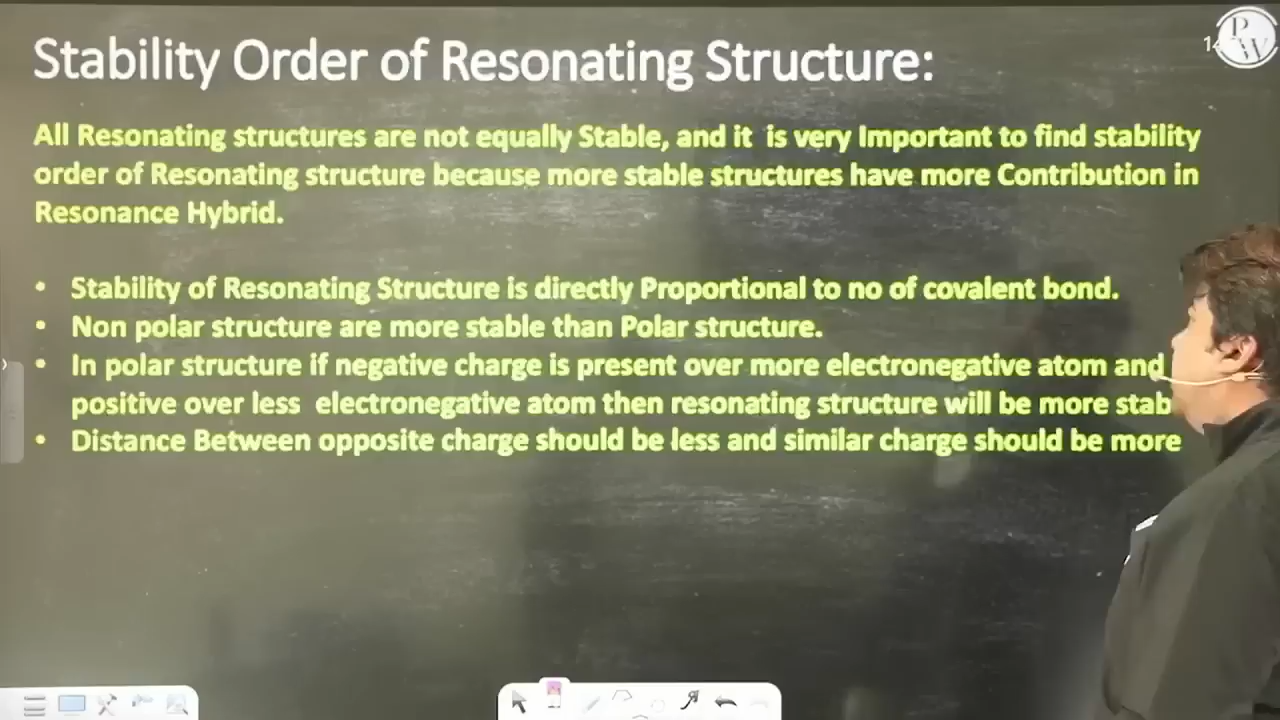 Stability Order of Resonating Structure:
All Resonating structures are not equally Stable, and it is very Important to find stability
order of Resonating structure because more stable structures have more Contribution in
Resonance Hybrid.
• Stability of Resonating Structure is directly Proportional to no of covalent bond.
• Non polar structure are more stable than Polar structure.
• In polar structure if negative charge is present over more electronegative atom and
positive over less electronegative atom then resonating structure will be more stab
• Distance Between opposite charge should be less and similar charge should be more
P
W